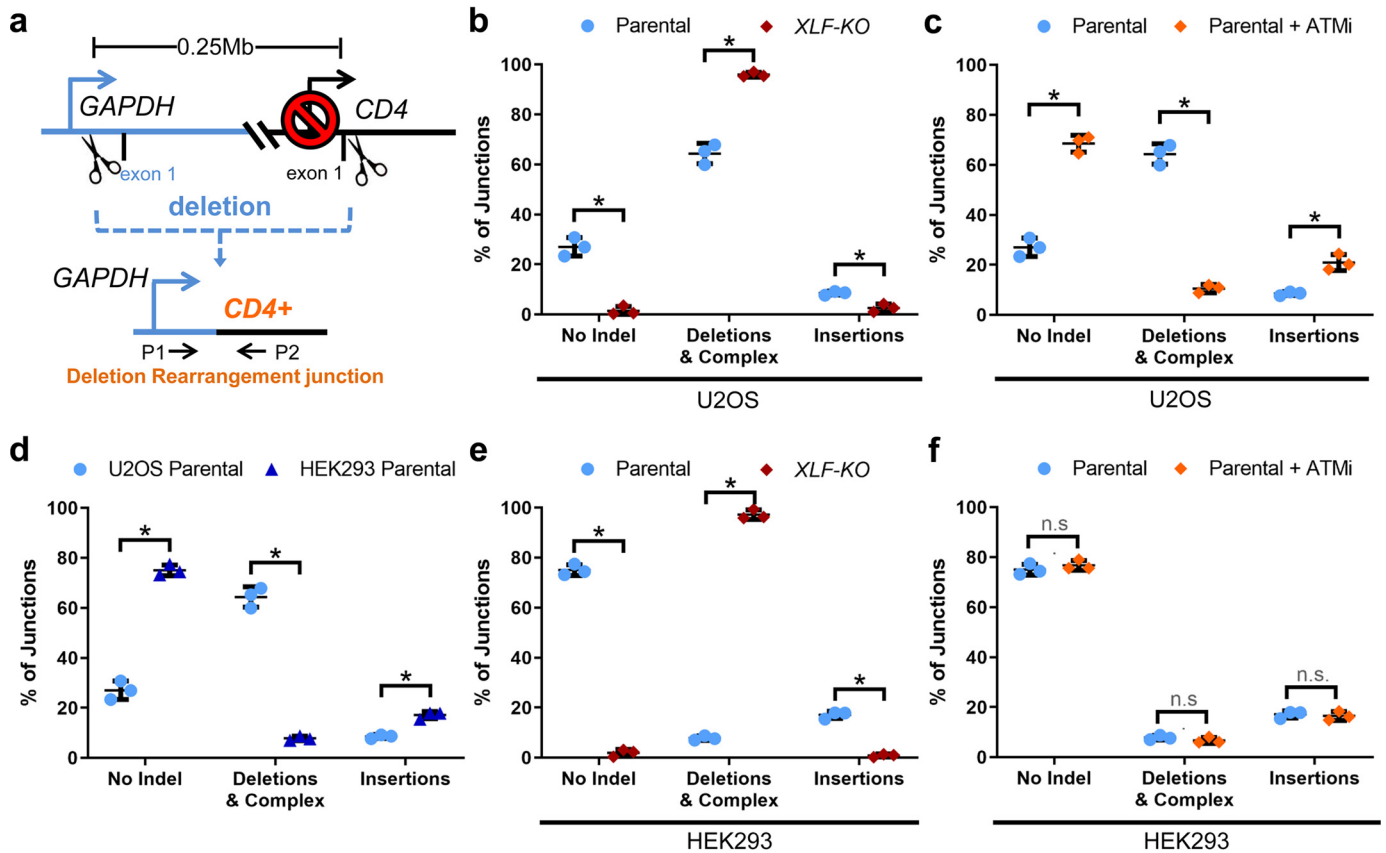 a
0.25Mb
GAPDH
CD4
exon 1
exon 1
deletion
GAPDH
CD4+
P1
P2
Deletion Rearrangement junction
b
Parental
XLF-KO
% of Junctions
100
80
60
40
20
0
*
*
*
No Indel
Deletions
& Complex
Insertions
U2OS
c
Parental
Parental + ATMi
% of Junctions
100
80
60
40
20
0
*
*
*
No Indel
Deletions
& Complex
Insertions
U2OS
d
U2OS Parental
HEK293 Parental
% of Junctions
100
80
60
40
20
0
*
*
*
No Indel
Deletions
& Complex
Insertions
e
Parental
XLF-KO
% of Junctions
100
80
60
40
20
0
*
*
*
No Indel
Deletions
& Complex
Insertions
HEK293
f
Parental
Parental + ATMi
% of Junctions
100
80
60
40
20
0
n.s
n.s
n.s.
No Indel
Deletions
& Complex
Insertions
HEK293